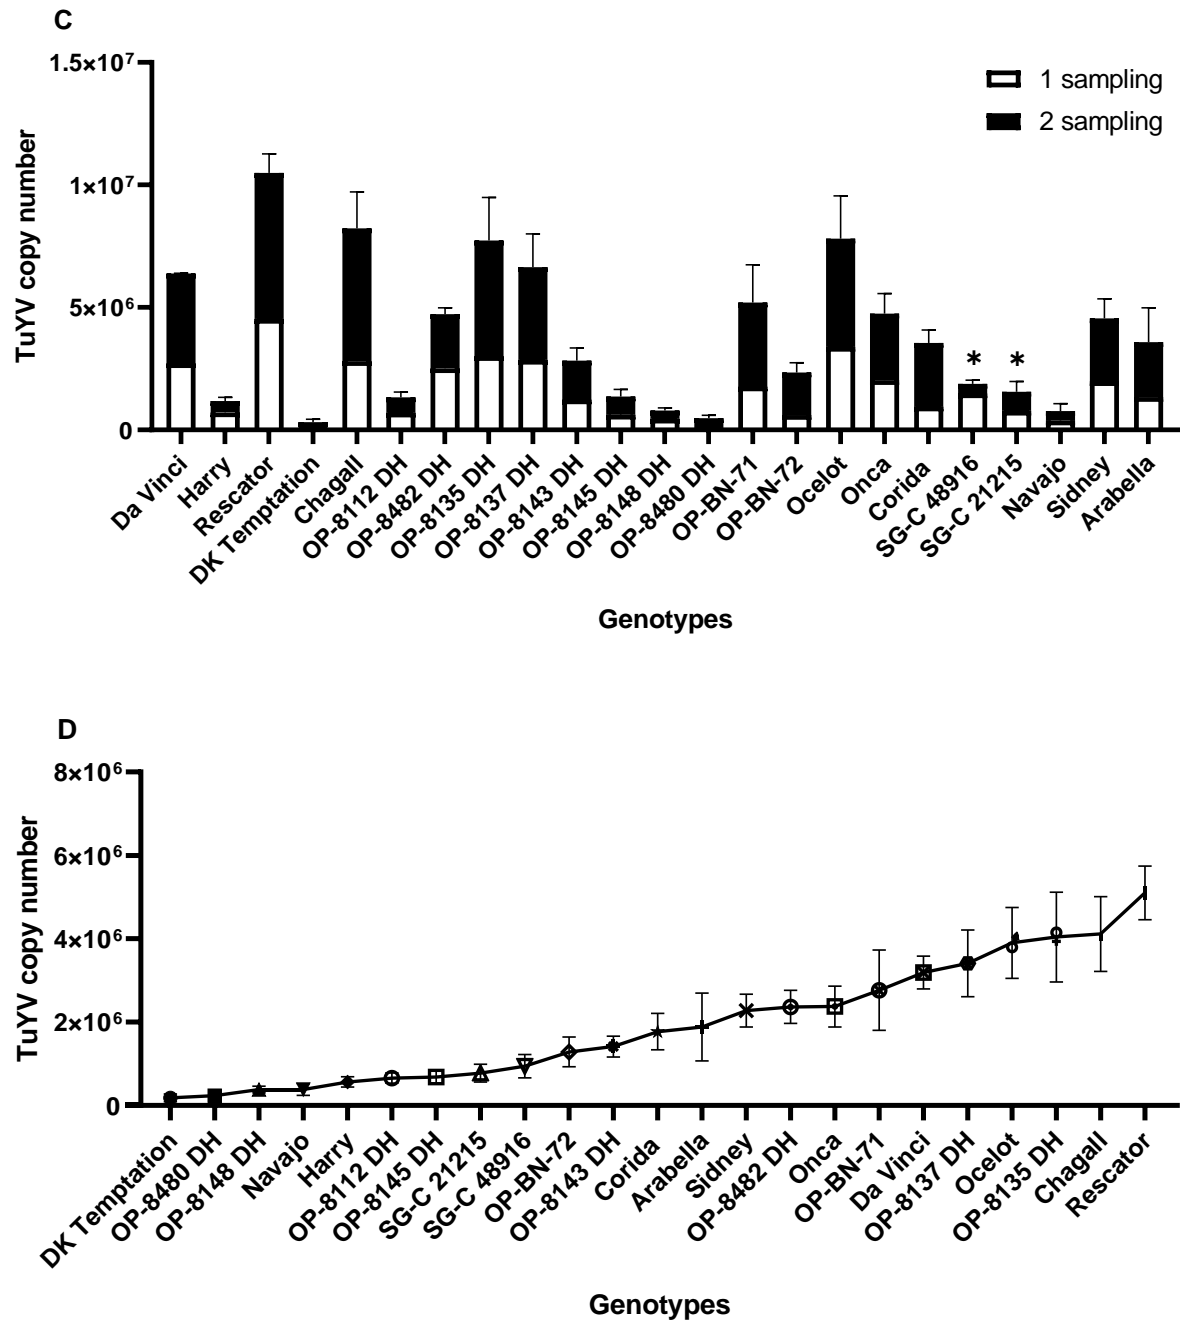 C
1.5×10⁷
1×10⁷
5×10⁶
0
TuYV copy number
1 sampling
2 sampling
*
*
Da Vinci
Harry
Rescator
DK Temptation
Chagall
OP-8112 DH
OP-8482 DH
OP-8135 DH
OP-8137 DH
OP-8143 DH
OP-8145 DH
OP-8148 DH
OP-8480 DH
OP-BN-71
OP-BN-72
Ocelot
Onca
Corida
SG-C 48916
SG-C 21215
Navajo
Sidney
Arabella
Genotypes
D
8×10⁶
6×10⁶
4×10⁶
2×10⁶
0
TuYV copy number
DK Temptation
OP-8480 DH
OP-8148 DH
Navajo
Harry
OP-8112 DH
OP-8145 DH
SG-C 21215
SG-C 48916
OP-BN-72
OP-8143 DH
Corida
Arabella
Sidney
OP-8482 DH
Onca
OP-BN-71
Da Vinci
OP-8137 DH
Ocelot
OP-8135 DH
Chagall
Rescator
Genotypes